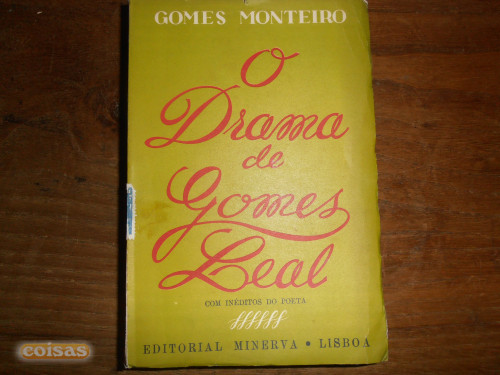 GOMES MONTEIRO
O
Drama
de
Gomes
Leal
COM INÉDITOS DO POETA
EDITORIAL MINERVA • LISBOA
coisas